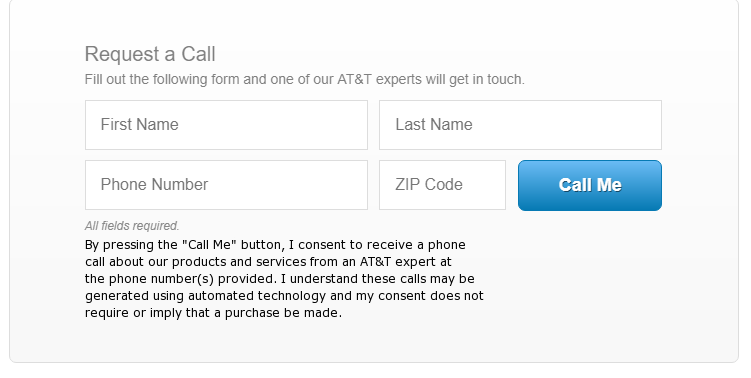 Request a Call
Fill out the following form and one of our AT&T experts will get in touch.
First Name
Last Name
Phone Number
ZIP Code
Call Me
All fields required.
By pressing the "Call Me" button, I consent to receive a phone
call about our products and services from an AT&T expert at
the phone number(s) provided. I understand these calls may be
generated using automated technology and my consent does not
require or imply that a purchase be made.